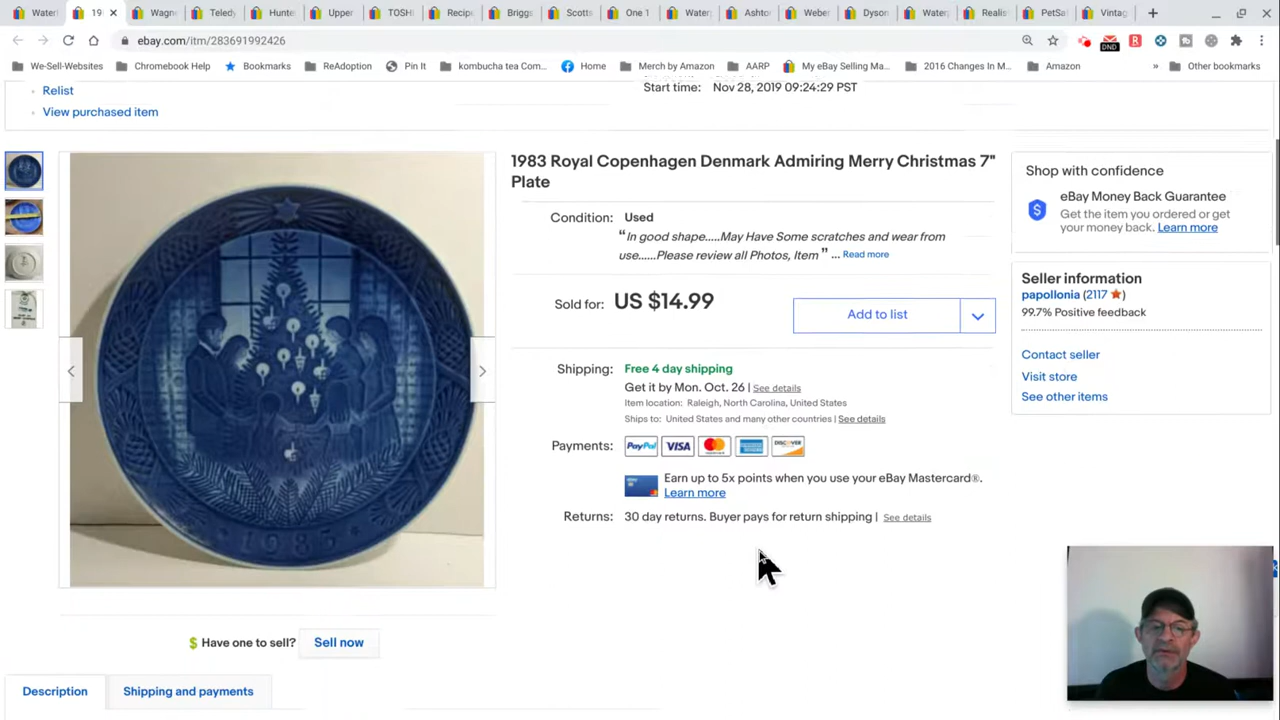 Waterp
19
Wagne
Teledy
Hunte
Upper
TOSHI
Recipe
Briggs
Scotts
One 1
Waterp
Ashto
Weber
Dyson
Waterp
Realis
PetSa
Vintag
ebay.com/itm/283691992426
DND
We-Sell-Websites
Chromebook Help
Bookmarks
ReAdoption
Pin It
kombucha tea Com...
Home
Merch by Amazon
AARP
My eBay Selling Ma...
2016 Changes In M...
Amazon
»
Other bookmarks
Relist
View purchased item
Start time: Nov 28, 2019 09:24:29 PST
1983 Royal Copenhagen Denmark Admiring Merry Christmas 7"
Plate
Condition: Used
“In good shape.....May Have Some scratches and wear from
use......Please review all Photos, Item ” ... Read more
Sold for: US $14.99
Add to list
Shipping: Free 4 day shipping
Get it by Mon. Oct. 26 | See details
Item location: Raleigh, North Carolina, United States
Ships to: United States and many other countries | See details
Payments: PayPal VISA DISCOVER
Earn up to 5x points when you use your eBay Mastercard®.
Learn more
Returns: 30 day returns. Buyer pays for return shipping | See details
Shop with confidence
eBay Money Back Guarantee
Get the item you ordered or get
your money back. Learn more
Seller information
papollonia (2117 ★)
99.7% Positive feedback
Contact seller
Visit store
See other items
1983
$ Have one to sell? Sell now
Description
Shipping and payments